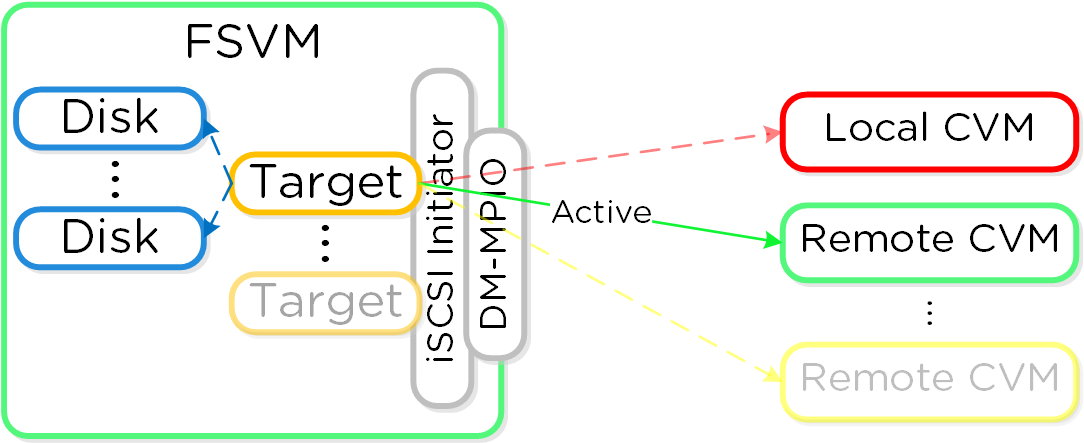 FSVM
Disk
Disk
Target
Target
iSCSI Initiator
DM-MPIO
Active
Local CVM
Remote CVM
Remote CVM